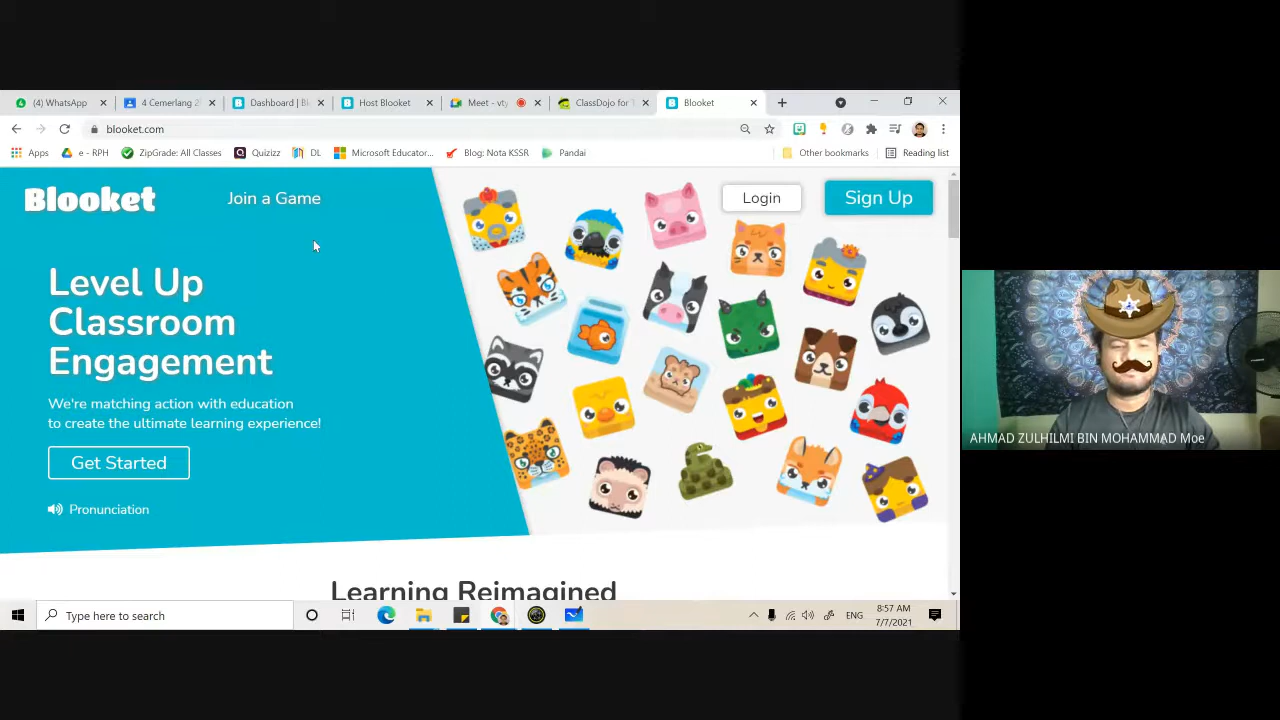 (4) WhatsApp
4 Cemerlang 2
Dashboard | Bl
Host Blooket
Meet - vty
ClassDojo for T
Blooket
blooket.com
Apps
e - RPH
ZipGrade: All Classes
Quizizz
DL
Microsoft Educator...
Blog: Nota KSSR
Pandai
Other bookmarks
Reading list
Blooket
Join a Game
Login
Sign Up
Level Up
Classroom
Engagement
We're matching action with education
to create the ultimate learning experience!
Get Started
Pronunciation
Learning Reimagined
AHMAD ZULHILMI BIN MOHAMMAD Moe
Type here to search
ENG
8:57 AM
7/7/2021